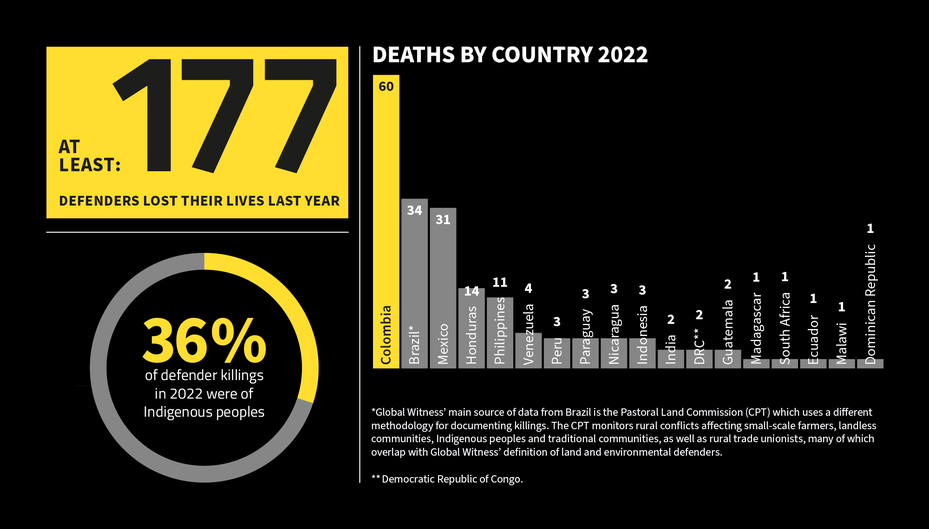 AT
LEAST:
177
DEFENDERS LOST THEIR LIVES LAST YEAR
36%
of defender killings
in 2022 were of
Indigenous peoples
DEATHS BY COUNTRY 2022
60
Colombia
34
Brazil*
31
Mexico
14
Honduras
11
Philippines
4
Venezuela
3
Peru
3
Paraguay
3
Nicaragua
3
Indonesia
2
India
2
DRC**
2
Guatemala
1
Madagascar
1
South Africa
1
Ecuador
1
Malawi
1
Dominican Republic
*Global Witness' main source of data from Brazil is the Pastoral Land Commission (CPT) which uses a different
methodology for documenting killings. The CPT monitors rural conflicts affecting small-scale farmers, landless
communities, Indigenous peoples and traditional communities, as well as rural trade unionists, many of which
overlap with Global Witness' definition of land and environmental defenders.
**Democratic Republic of Congo.